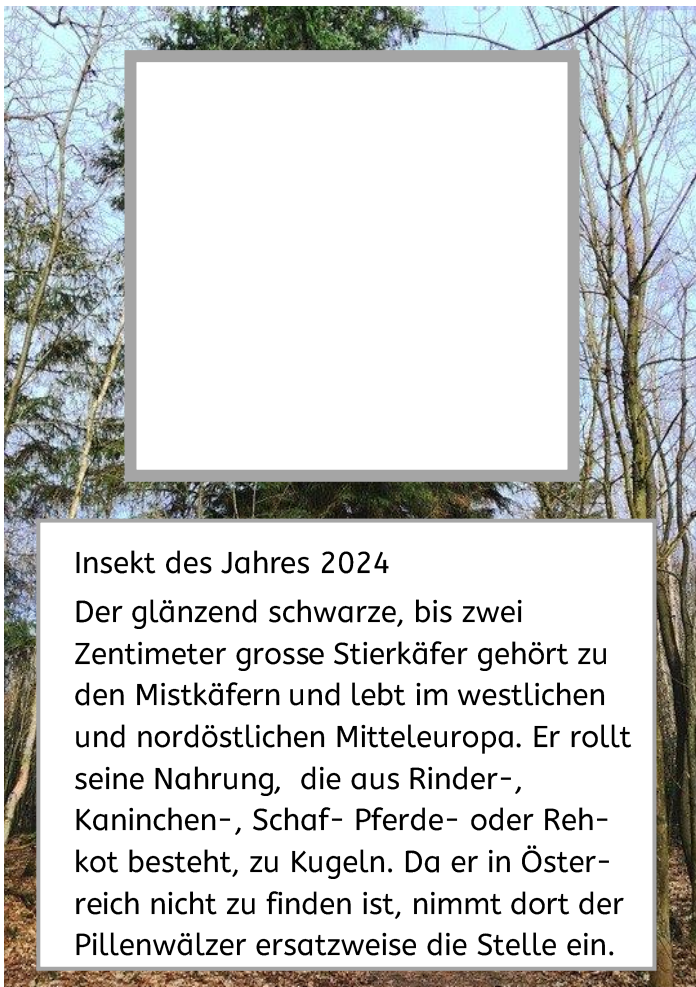 Insekt des Jahres 2024
Der glänzend schwarze, bis zwei
Zentimeter grosse Stierkäfer gehört zu
den Mistkäfern und lebt im westlichen
und nordöstlichen Mitteleuropa. Er rollt
seine Nahrung,  die aus Rinder-,
Kaninchen-, Schaf- Pferde- oder Reh-
kot besteht, zu Kugeln. Da er in Öster-
reich nicht zu finden ist, nimmt dort der
Pillenwälzer ersatzweise die Stelle ein.